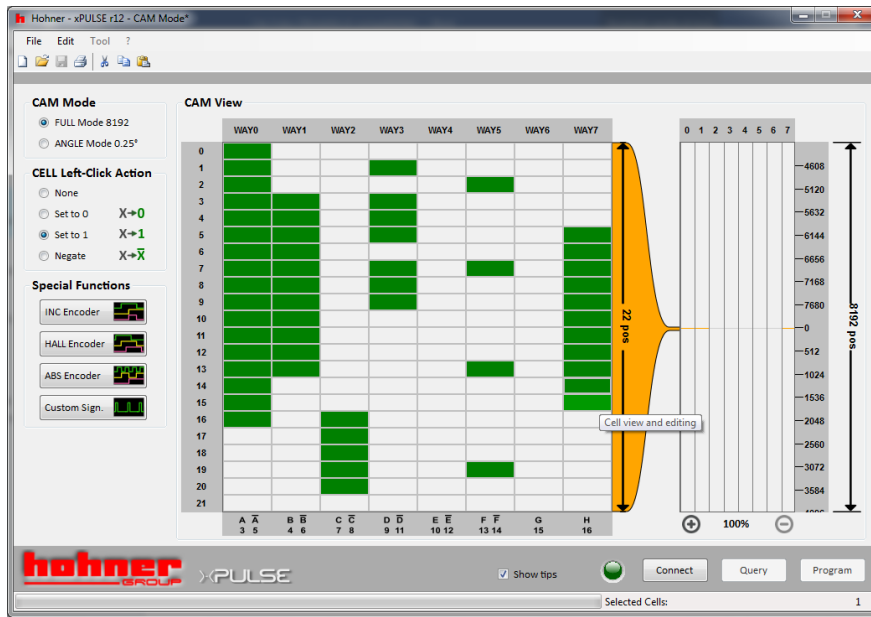 Hohner - xPULSE r12 - CAM Mode*
File Edit Tool ?
CAM Mode
FULL Mode 8192
ANGLE Mode 0.25°
CELL Left-Click Action
None
Set to 0 X→0
Set to 1 X→1
Negate X→X̅
Special Functions
INC Encoder
HALL Encoder
ABS Encoder
Custom Sign.
CAM View
WAY0 WAY1 WAY2 WAY3 WAY4 WAY5 WAY6 WAY7
0
1
2
3
4
5
6
7
8
9
10
11
12
13
14
15
16
17
18
19
20
21
A A̅ B B̅ C C̅ D D̅ E E̅ F F̅ G H
3 5 4 6 7 8 9 11 10 12 13 14 15 16
22 pos
Cell view and editing
0 1 2 3 4 5 6 7
4608
5120
5632
6144
6656
7168
7680
0
512
1024
1536
2048
2560
3072
3584
8192 pos
100%
hohner
GROUP
xPULSE
Show tips
Connect
Query
Program
Selected Cells: 1